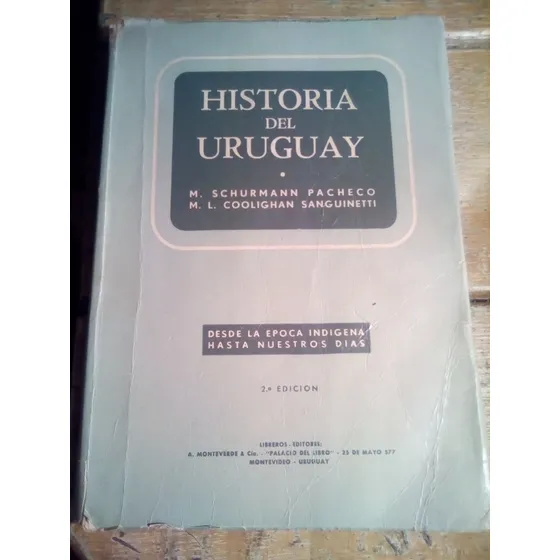 HISTORIA
DEL
URUGUAY
M. SCHURMANN PACHECO
M. L. COOLIGHAN SANGUINETTI
DESDE LA EPOCA INDIGENA
HASTA NUESTROS DIAS
2.ª EDICION
LIBREROS - EDITORES:
A. MONTEVERDE & Cía. - "PALACIO DEL LIBRO" - 25 DE MAYO 577
MONTEVIDEO - URUGUAY